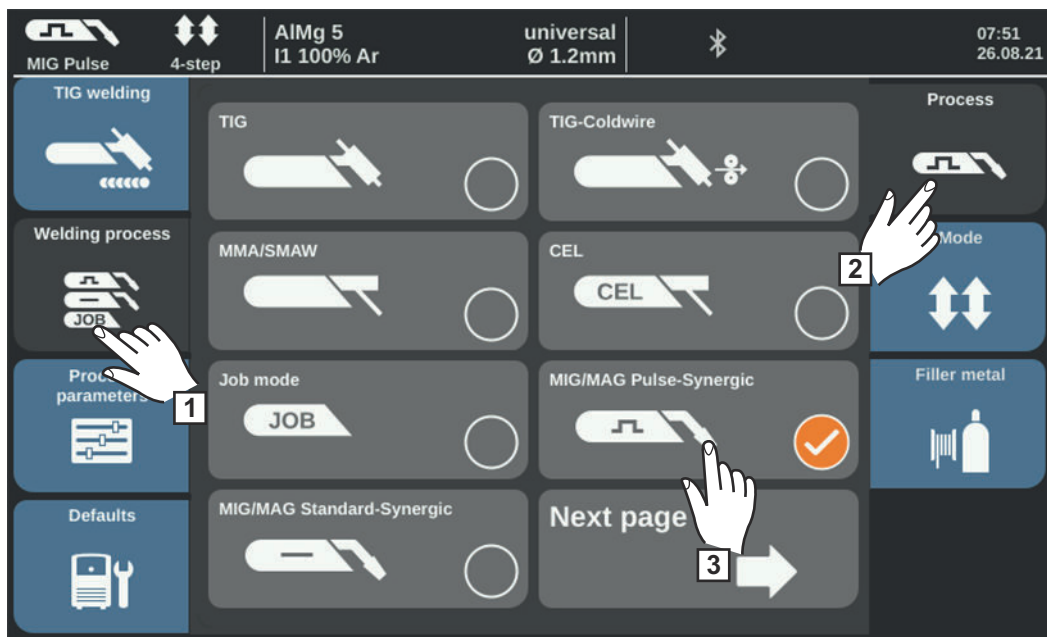 MIG Pulse
4-step
AlMg 5
I1 100% Ar
universal
Ø 1.2mm
07:51
26.08.21
TIG welding
Welding process
JOB
1
parameters
Defaults
TIG
TIG-Coldwire
MMA/SMAW
CEL
CEL
Job mode
JOB
MIG/MAG Pulse-Synergic
MIG/MAG Standard-Synergic
Next page
3
Process
2
Mode
Filler metal